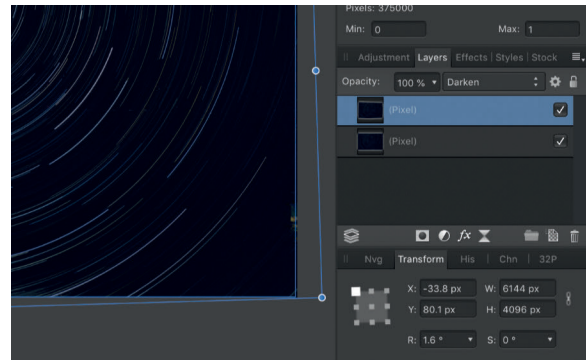 Pixels: 375000
Min: 0 Max: 1
Adjustment Layers Effects Styles Stock
Opacity: 100 % Darken
(Pixel)
(Pixel)
fx
Nvg Transform His Chn 32P
X: -33.8 px W: 6144 px
Y: 80.1 px H: 4096 px
R: 1.6 ° S: 0 °